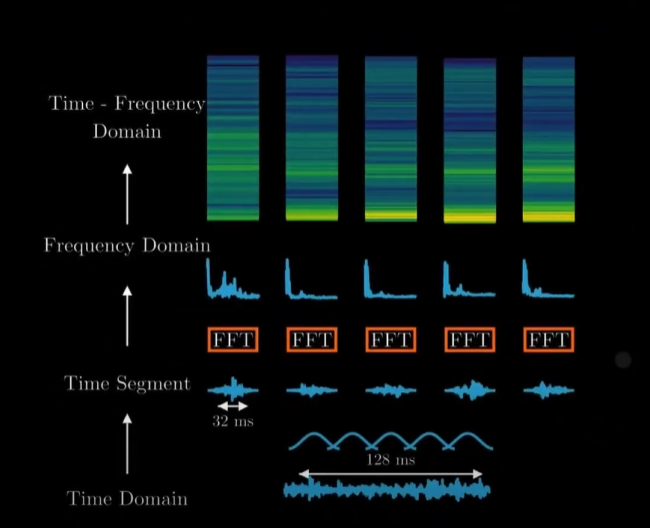 Time - Frequency
Domain
Frequency Domain
FFT FFT FFT FFT FFT
Time Segment
32 ms
128 ms
Time Domain